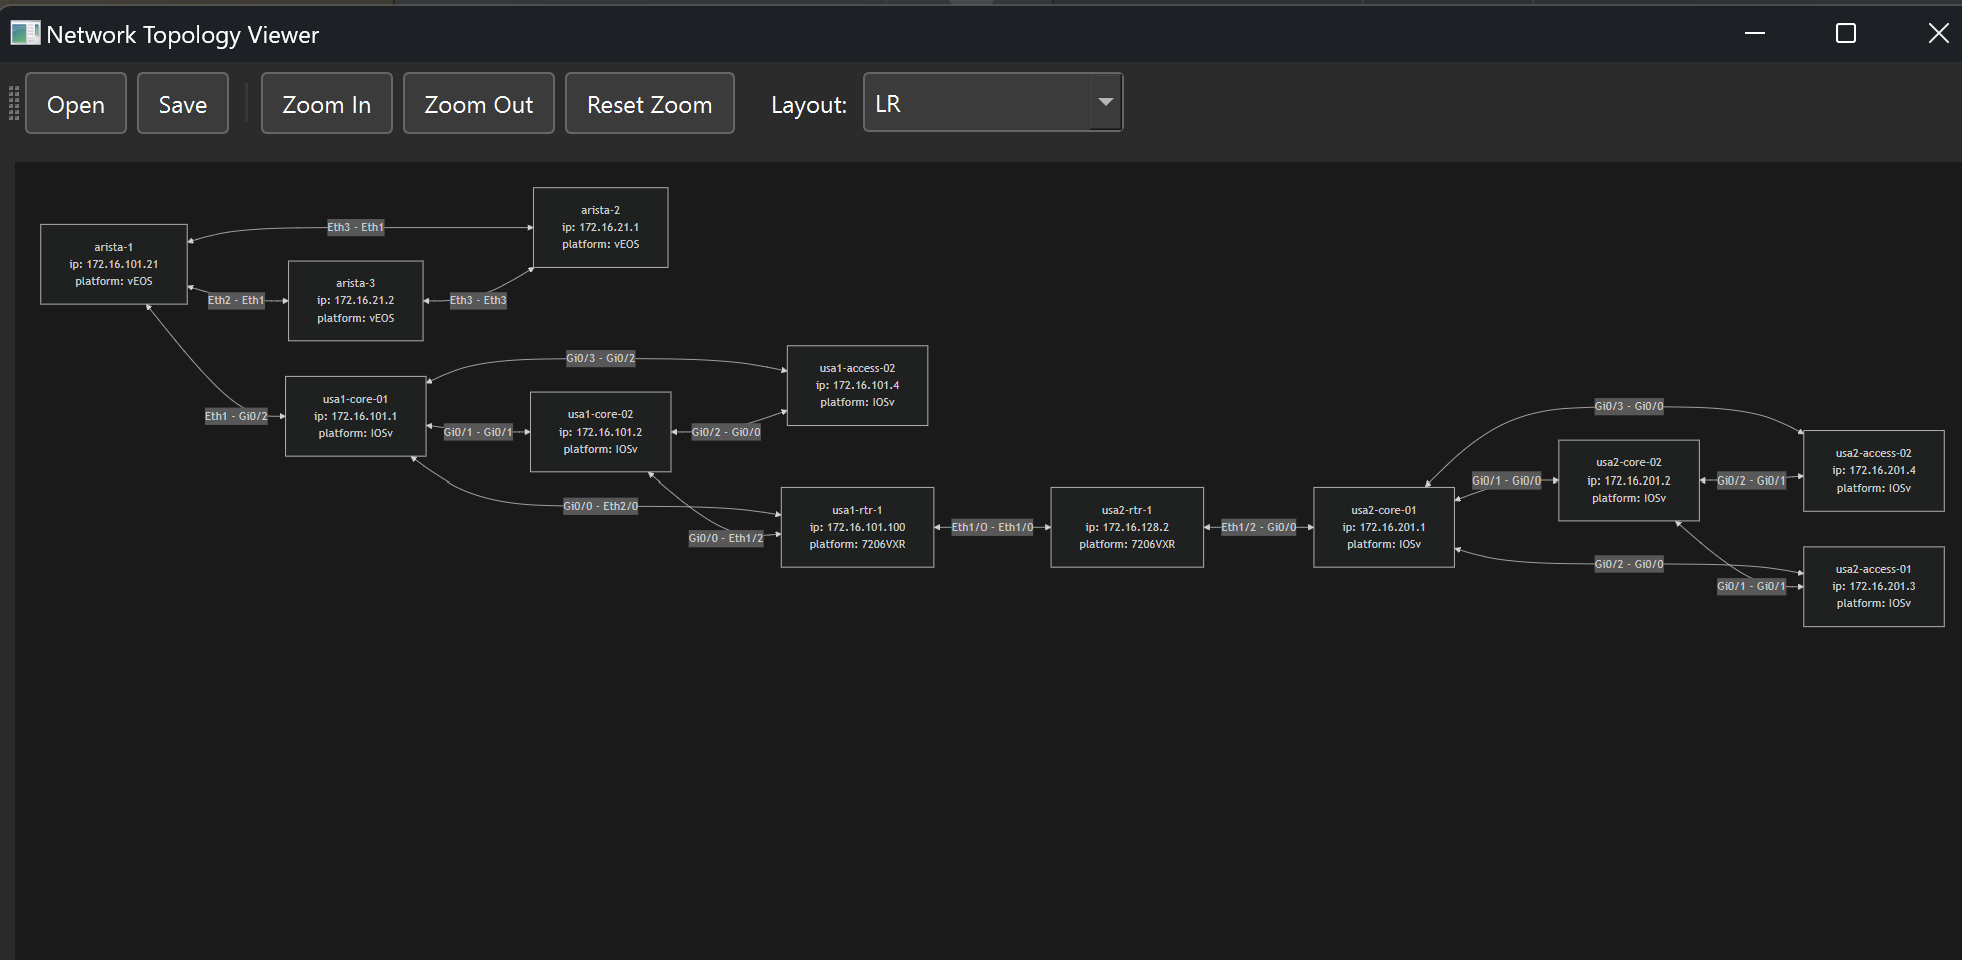 Network Topology Viewer
Open
Save
Zoom In
Zoom Out
Reset Zoom
Layout:
LR
arista-1
ip: 172.16.101.21
platform: vEOS
Eth3 - Eth1
arista-2
ip: 172.16.21.1
platform: vEOS
Eth2 - Eth1
arista-3
ip: 172.16.21.2
platform: vEOS
Eth3 - Eth3
Eth1 - Gi0/2
usa1-core-01
ip: 172.16.101.1
platform: IOSv
Gi0/3 - Gi0/2
usa1-access-02
ip: 172.16.101.4
platform: IOSv
Gi0/1 - Gi0/1
usa1-core-02
ip: 172.16.101.2
platform: IOSv
Gi0/2 - Gi0/0
Gi0/0 - Eth2/0
Gi0/0 - Eth1/2
usa1-rtr-1
ip: 172.16.101.100
platform: 7206VXR
Eth1/0 - Eth1/0
usa2-rtr-1
ip: 172.16.128.2
platform: 7206VXR
Eth1/2 - Gi0/0
usa2-core-01
ip: 172.16.201.1
platform: IOSv
Gi0/3 - Gi0/0
Gi0/1 - Gi0/0
usa2-core-02
ip: 172.16.201.2
platform: IOSv
Gi0/2 - Gi0/1
usa2-access-02
ip: 172.16.201.4
platform: IOSv
Gi0/2 - Gi0/0
Gi0/1 - Gi0/1
usa2-access-01
ip: 172.16.201.3
platform: IOSv